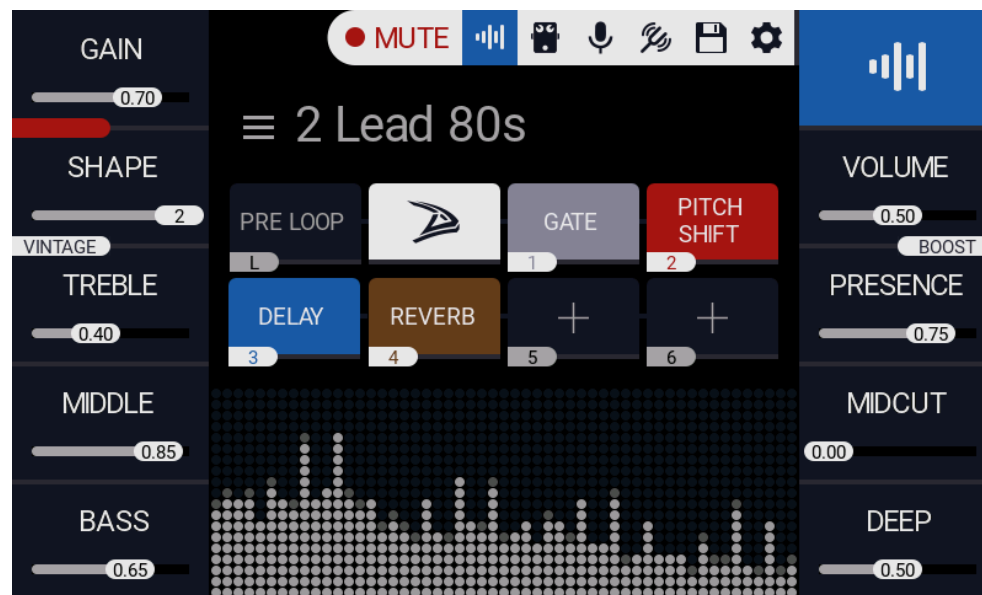 GAIN
0.70
SHAPE
2
VINTAGE
TREBLE
0.40
MIDDLE
0.85
BASS
0.65
MUTE
2 Lead 80s
PRE LOOP
L
GATE
1
PITCH
SHIFT
2
DELAY
3
REVERB
4
+
5
+
6
VOLUME
0.50
BOOST
PRESENCE
0.75
MIDCUT
0.00
DEEP
0.50